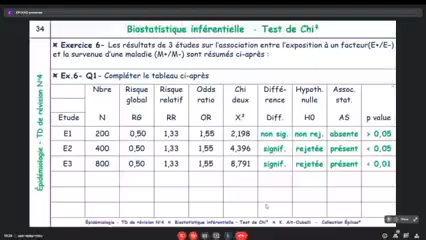 34
Biostatistique inférentielle - Test de Chi²
Exercice 6- Les résultats de 3 études sur l'association entre l'exposition à un facteur(E+/E-) et la survenue d'une maladie (M+/M-) sont résumés ci-après :
Ex.6- Q1- Compléter le tableau ci-après
Nbre Risque Risque Odds Chi Diffé- Hypoth. Assoc.
global relatif ratio deux rence nulle stat.
Etude N RG RR OR X² Diff. H0 AS p value
E1 200 0,50 1,33 1,55 2,198 non sig. non rej. absente > 0,05
E2 400 0,50 1,33 1,55 4,396 signif. rejetée présent < 0,05
E3 800 0,50 1,33 1,55 8,791 signif. rejetée présent < 0,01
Épidémiologie - TD de révision N°4
Épidémiologie - TD de révision N°4 Biostatistique inférentielle - Test de Chi² K. Ait-Oubelli - Collection Épinox®